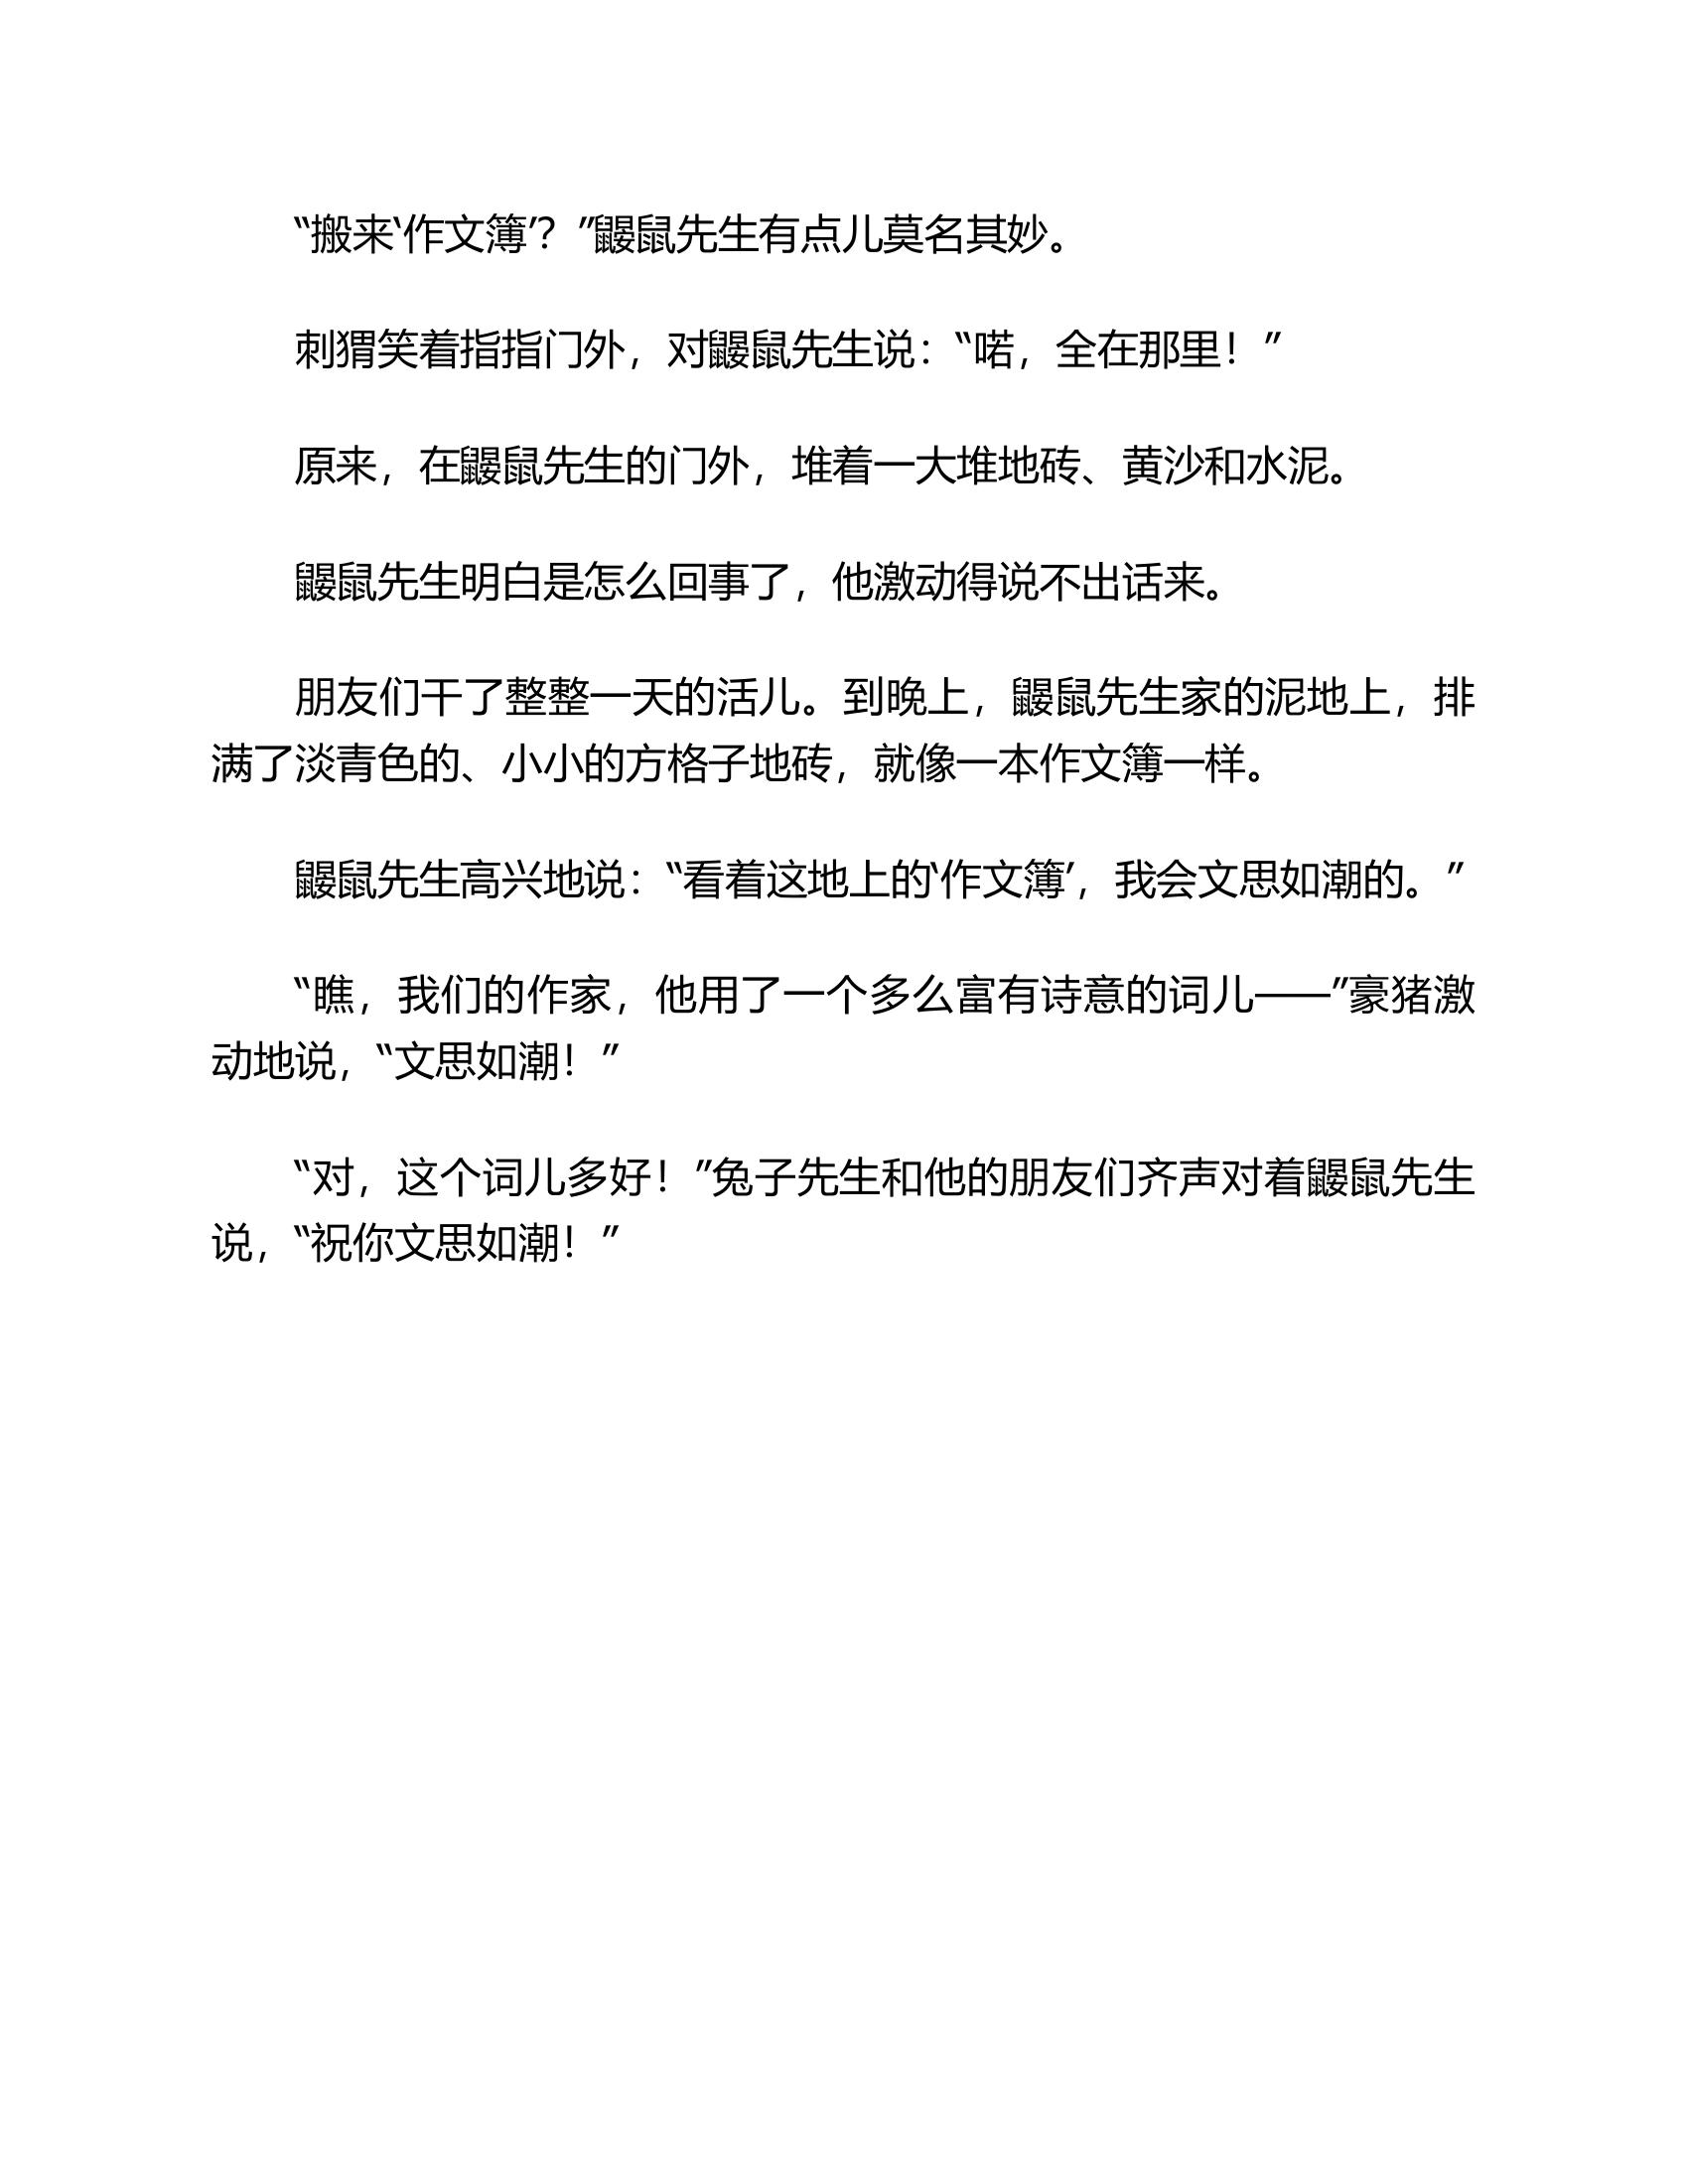 “搬来‘作文簿’？”鼹鼠先生有点儿莫名其妙。
刺猬笑着指指门外，对鼹鼠先生说：“喏，全在那里！”
原来，在鼹鼠先生的门外，堆着一大堆地砖、黄沙和水泥。
鼹鼠先生明白是怎么回事了，他激动得说不出话来。
朋友们干了整整一天的活儿。到晚上，鼹鼠先生家的泥地上，排
满了淡青色的、小小的方格子地砖，就像一本作文簿一样。
鼹鼠先生高兴地说：“看着这地上的‘作文簿’，我会文思如潮的。”
“瞧，我们的作家，他用了一个多么富有诗意的词儿——”豪猪激
动地说，“文思如潮！”
“对，这个词儿多好！”兔子先生和他的朋友们齐声对着鼹鼠先生
说，“祝你文思如潮！”